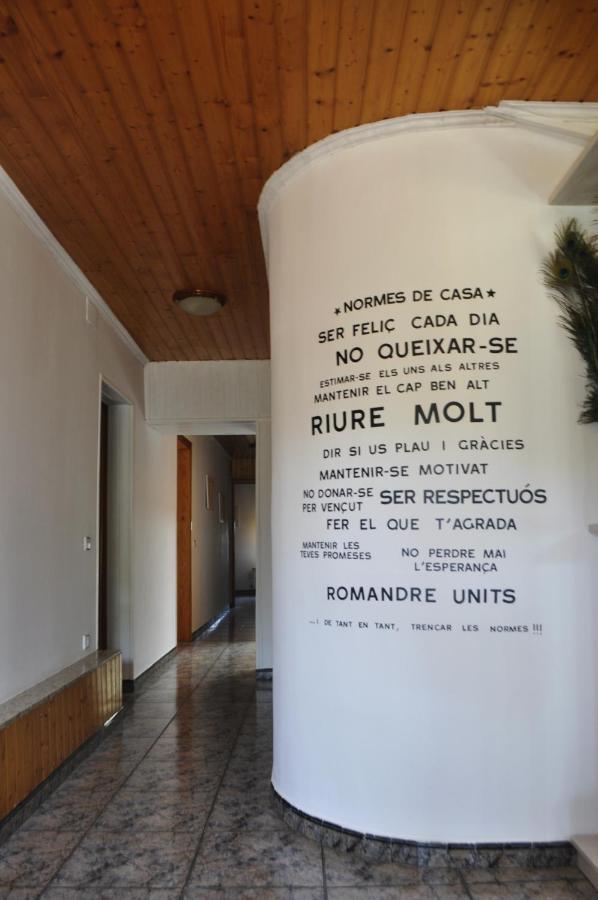 ★NORMES DE CASA★
SER FELIÇ CADA DIA
NO QUEIXAR-SE
ESTIMAR-SE ELS UNS ALS ALTRES
MANTENIR EL CAP BEN ALT
RIURE MOLT
DIR SI US PLAU I GRÀCIES
MANTENIR-SE MOTIVAT
NO DONAR-SE
PER VENÇUT
SER RESPECTUÓS
FER EL QUE T'AGRADA
MANTENIR LES
TEVES PROMESES
NO PERDRE MAI
L'ESPERANÇA
ROMANDRE UNITS
...I DE TANT EN TANT, TRENCAR LES NORMES!!!